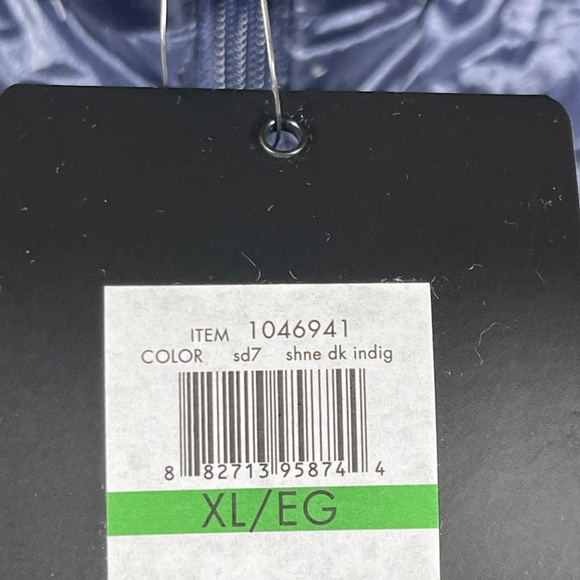 ITEM 1046941
COLOR sd7 shne dk indig
8 82713 95874 4
XL/EG